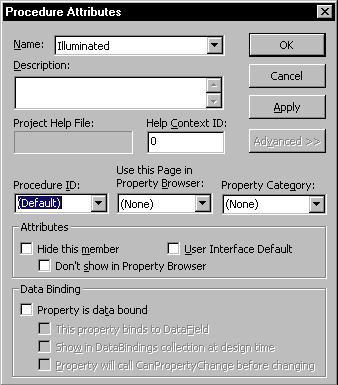 Procedure Attributes
Name: Illuminated OK
Description: Cancel
Apply
Project Help File: Help Context ID:
0 Advanced >>
Procedure ID: Use this Page in Property Browser: Property Category:
(Default) (None) (None)
Attributes
Hide this member User Interface Default
Don't show in Property Browser
Data Binding
Property is data bound
This property binds to DataField
Show in DataBindings collection at design time
Property will call CanPropertyChange before changing